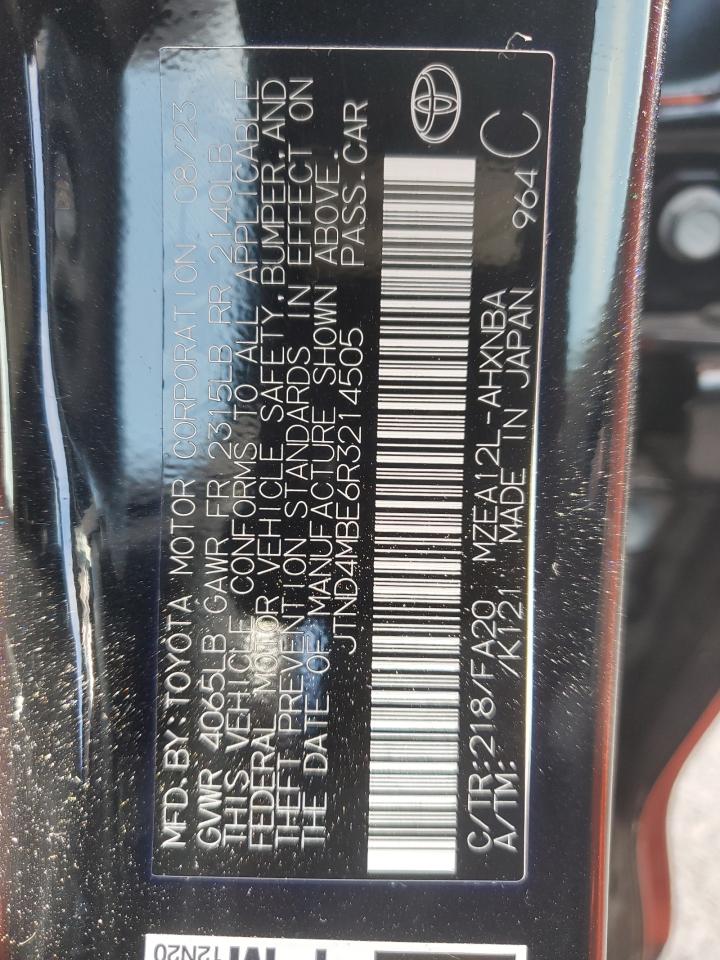 MFD.BY:TOYOTA MOTOR CORPORATION 08/23
GVWR 4065LB GAWR FR 2315LB RR 2140LB
THIS VEHICLE CONFORMS TO ALL APPLICABLE
FEDERAL MOTOR VEHICLE SAFETY,BUMPER,AND
THEFT PREVENTION STANDARDS IN EFFECT ON
THE DATE OF MANUFACTURE SHOWN ABOVE.
JTND4MBE6R3214505 PASS.CAR
C/TR:218/FA20 MZEA12L-AHXNBA
A/TM: /K121 MADE IN JAPAN 964 C
12N20